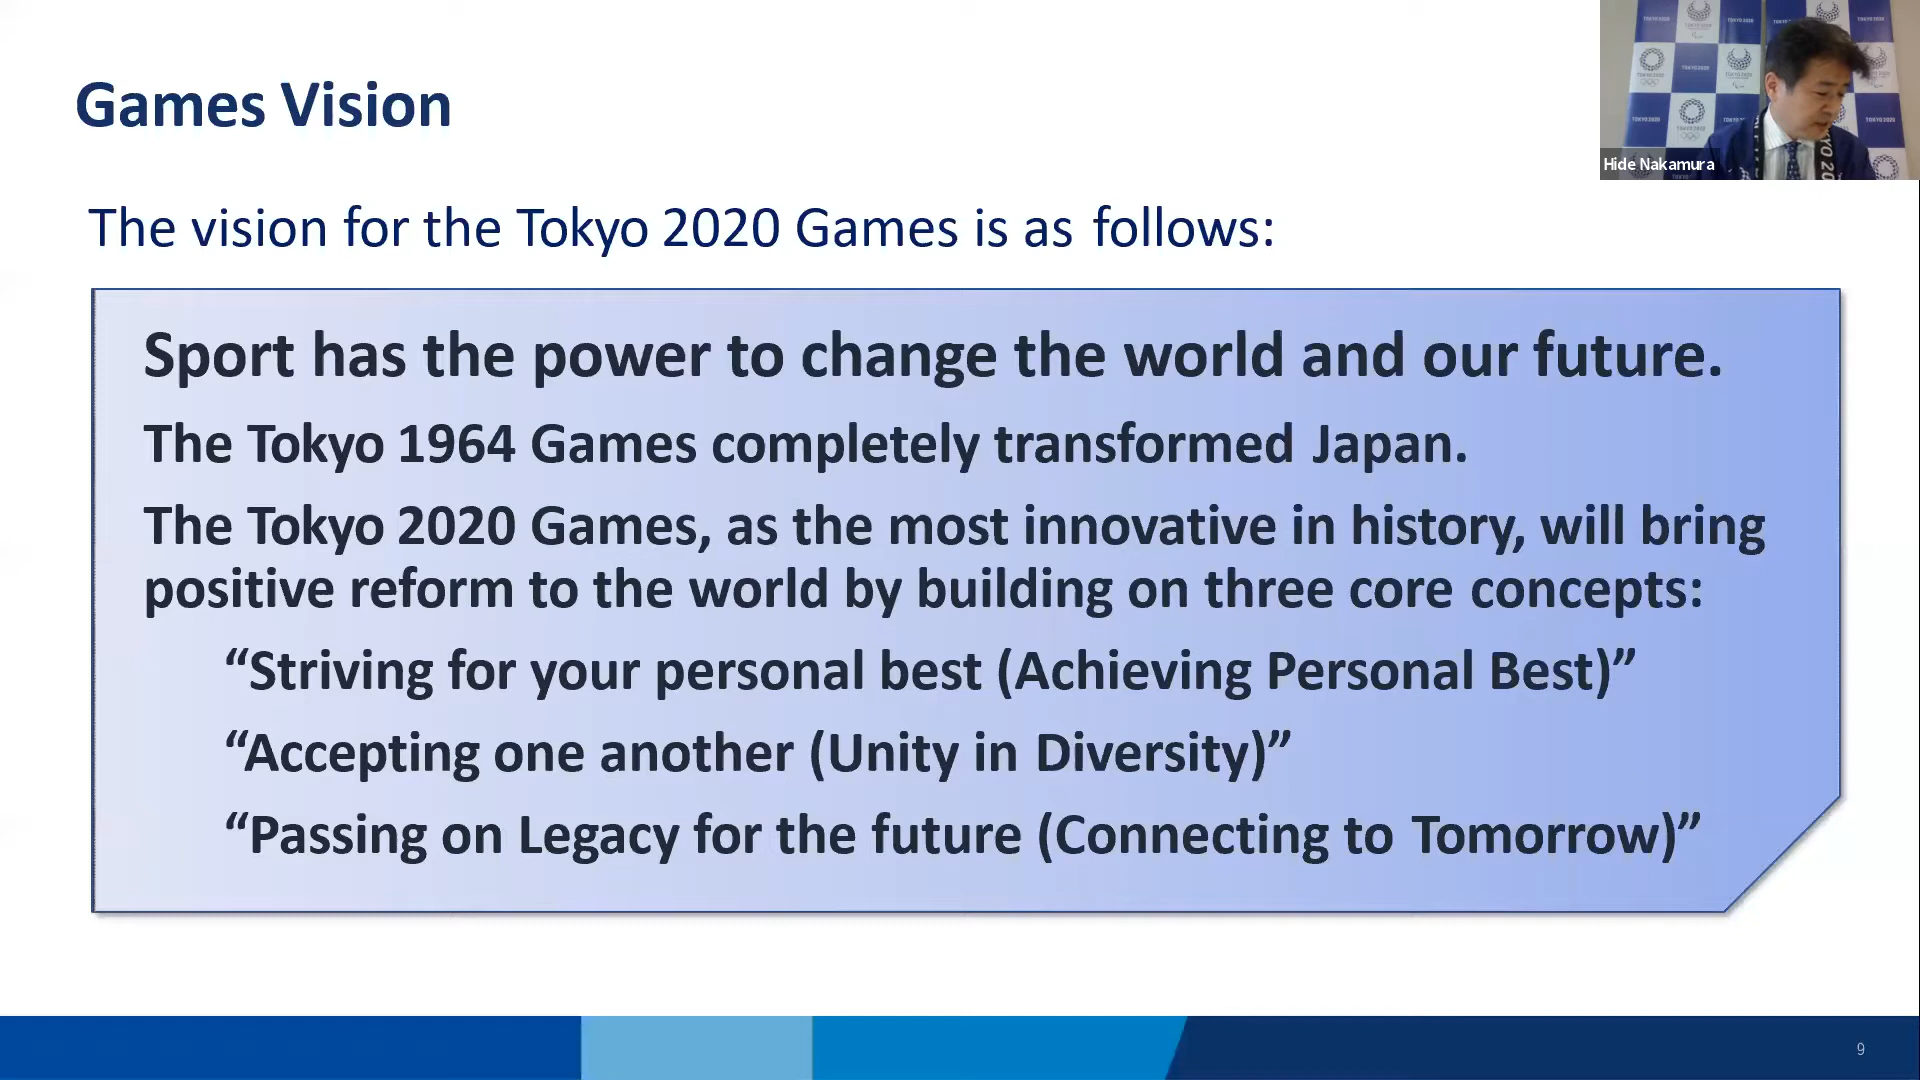 Games Vision
Hide Nakamura
The vision for the Tokyo 2020 Games is as follows:
Sport has the power to change the world and our future.
The Tokyo 1964 Games completely transformed Japan.
The Tokyo 2020 Games, as the most innovative in history, will bring
positive reform to the world by building on three core concepts:
“Striving for your personal best (Achieving Personal Best)”
“Accepting one another (Unity in Diversity)”
“Passing on Legacy for the future (Connecting to Tomorrow)”
9